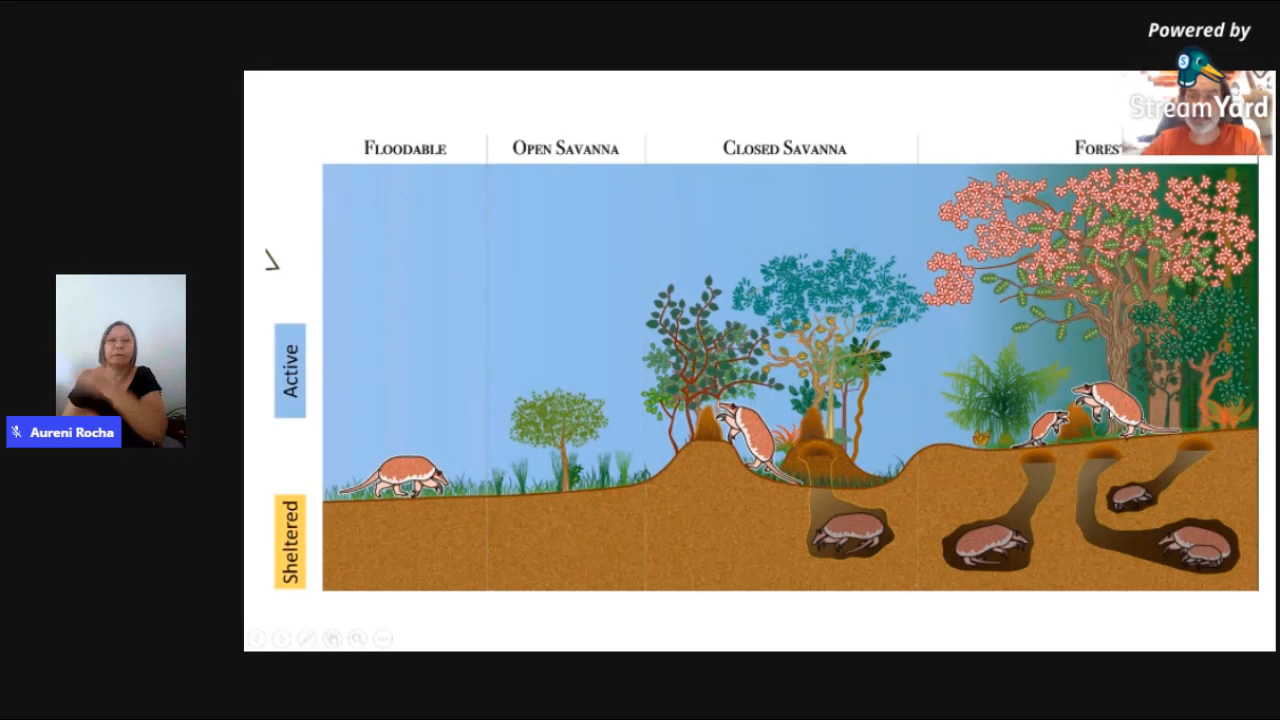 Powered by
StreamYard
FLOODABLE
OPEN SAVANNA
CLOSED SAVANNA
FORES
Active
Sheltered
Aureni Rocha